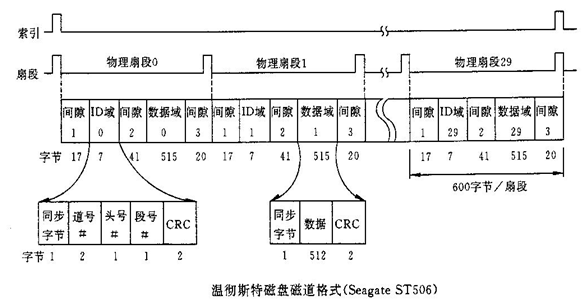 索引
扇段
物理扇段0 物理扇段1 物理扇段29
间隙 ID域 间隙 数据域 间隙 间隙 ID域 间隙 数据域 间隙 间隙 ID域 间隙 数据域 间隙
1 0 2 0 3 1 1 2 1 3 1 29 2 29 3
字节 17 7 41 515 20 17 7 41 515 20 17 7 41 515 20
600字节/扇段
同步 道号 头号 段号 CRC 同步 数据 CRC
字节 # # # 字节
字节 1 2 1 1 2 1 512 2
温彻斯特磁盘磁道格式(Seagate ST506)